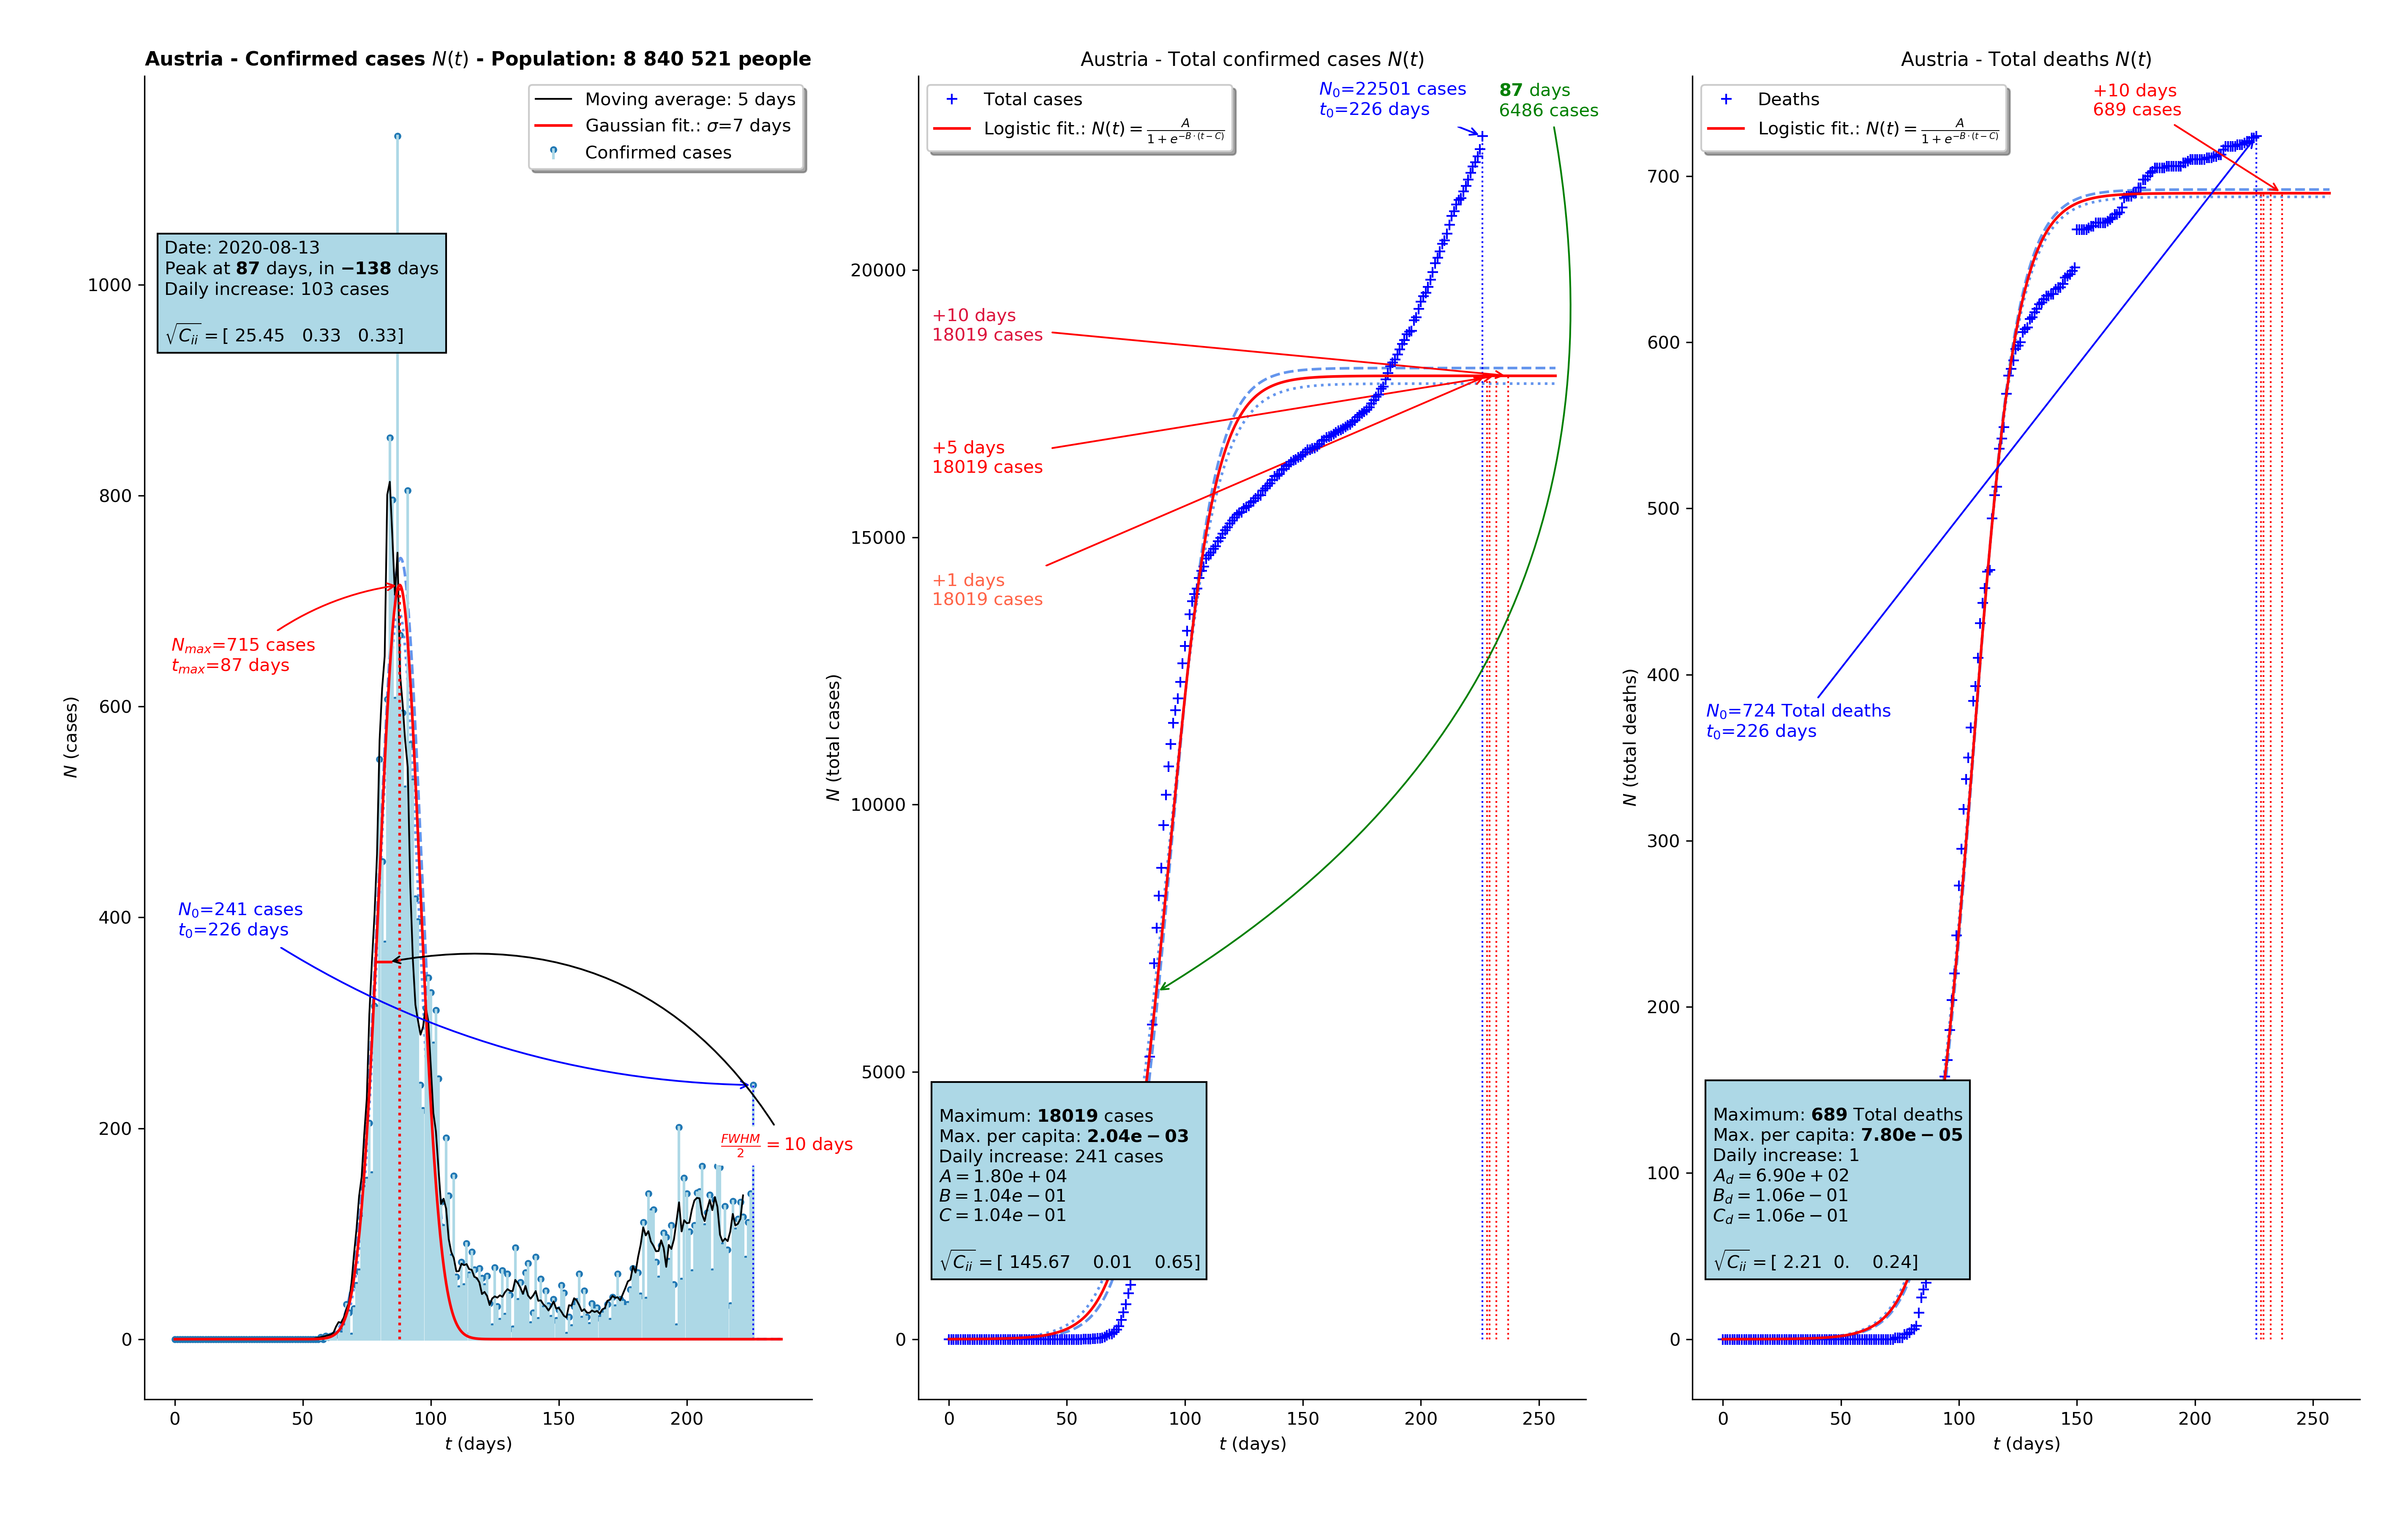 Austria - Confirmed cases N(t) - Population: 8 840 521 people
Moving average: 5 days
Gaussian fit.: σ=7 days
Confirmed cases
Date: 2020-08-13
Peak at 87 days, in −138 days
Daily increase: 103 cases
√C_ii = [ 25.45 0.33 0.33]
N_max=715 cases
t_max=87 days
N_0=241 cases
t_0=226 days
FWHM/2 = 10 days
N (cases)
1000
800
600
400
200
0
0 50 100 150 200
t (days)
Austria - Total confirmed cases N(t)
Total cases
Logistic fit.: N(t) = A/(1 + e^{−B·(t−C)})
N_0=22501 cases
t_0=226 days
87 days
6486 cases
+10 days
18019 cases
+5 days
18019 cases
+1 days
18019 cases
Maximum: 18019 cases
Max. per capita: 2.04e − 03
Daily increase: 241 cases
A = 1.80e + 04
B = 1.04e − 01
C = 1.04e − 01
√C_ii = [ 145.67 0.01 0.65]
N (total cases)
20000
15000
10000
5000
0
0 50 100 150 200 250
t (days)
Austria - Total deaths N(t)
Deaths
Logistic fit.: N(t) = A/(1 + e^{−B·(t−C)})
+10 days
689 cases
N_0=724 Total deaths
t_0=226 days
Maximum: 689 Total deaths
Max. per capita: 7.80e − 05
Daily increase: 1
A_d = 6.90e + 02
B_d = 1.06e − 01
C_d = 1.06e − 01
√C_ii = [ 2.21 0. 0.24]
N (total deaths)
700
600
500
400
300
200
100
0
0 50 100 150 200 250
t (days)